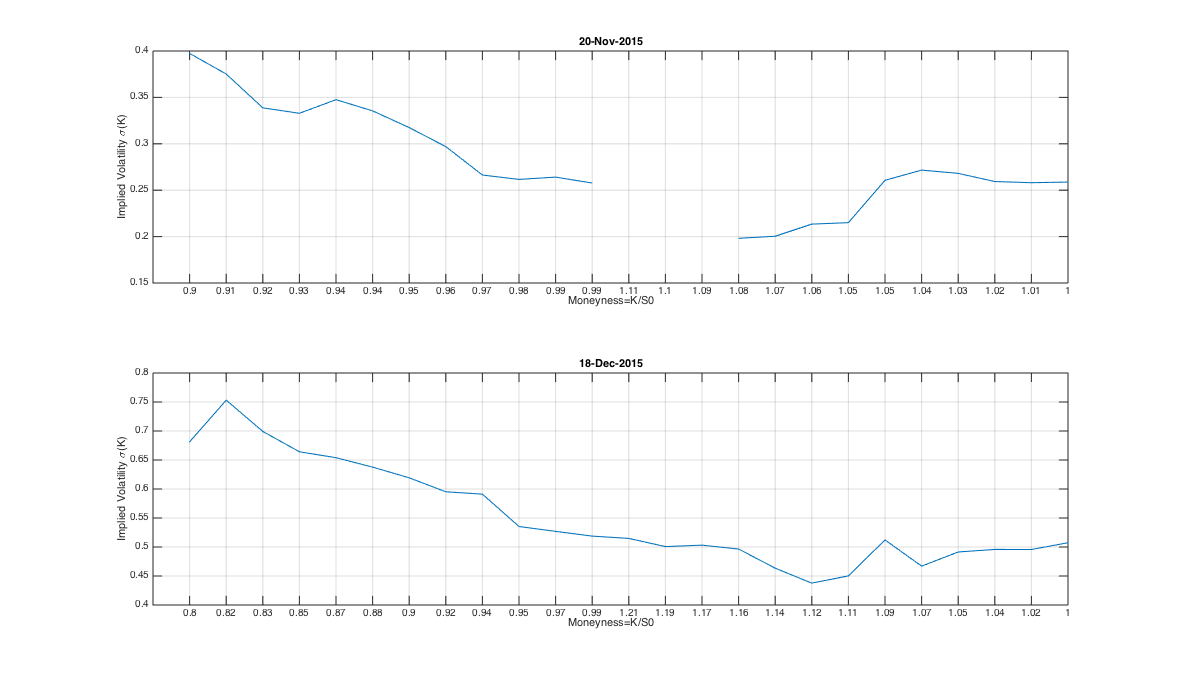 20-Nov-2015
Implied Volatility σ(K)
0.4
0.35
0.3
0.25
0.2
0.15
0.9 0.91 0.92 0.93 0.94 0.94 0.95 0.96 0.97 0.98 0.99 0.99 1.11 1.1 1.09 1.08 1.07 1.06 1.05 1.05 1.04 1.03 1.02 1.01 1
Moneyness=K/S0
18-Dec-2015
Implied Volatility σ(K)
0.8
0.75
0.7
0.65
0.6
0.55
0.5
0.45
0.4
0.8 0.82 0.83 0.85 0.87 0.88 0.9 0.92 0.94 0.95 0.97 0.99 1.21 1.19 1.17 1.16 1.14 1.12 1.11 1.09 1.07 1.05 1.04 1.02 1
Moneyness=K/S0